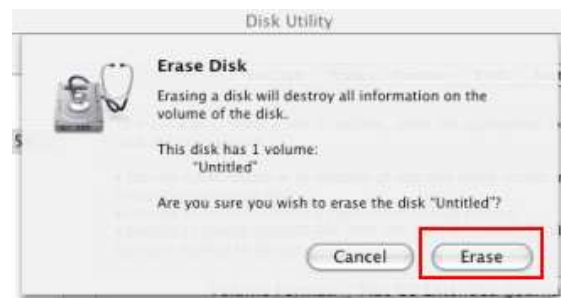 Disk Utility
Erase Disk
Erasing a disk will destroy all information on the
volume of the disk.
This disk has 1 volume:
"Untitled"
Are you sure you wish to erase the disk "Untitled"?
Cancel
Erase